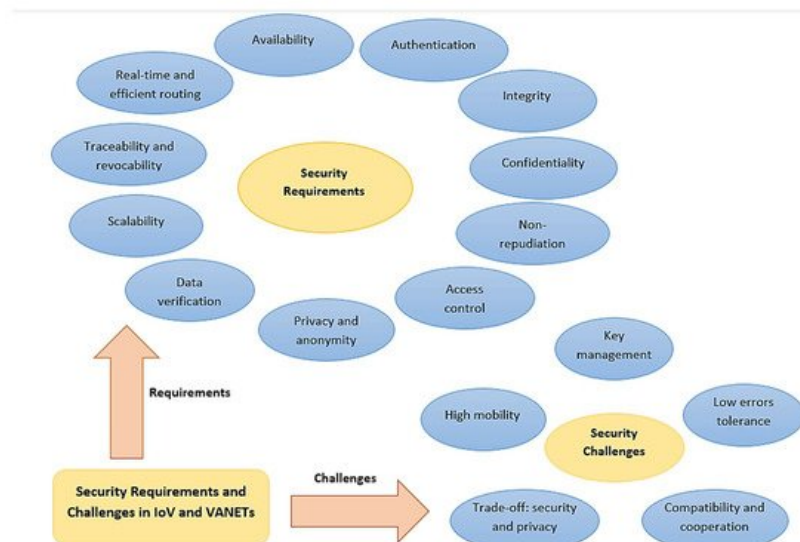 Availability
Authentication
Real-time and
efficient routing
Integrity
Traceability and
revocability
Confidentiality
Security
Requirements
Scalability
Non-
repudiation
Data
verification
Access
control
Privacy and
anonymity
Key
management
Requirements
High mobility
Low errors
tolerance
Security
Challenges
Challenges
Security Requirements and
Challenges in IoV and VANETs
Trade-off: security
and privacy
Compatibility and
cooperation